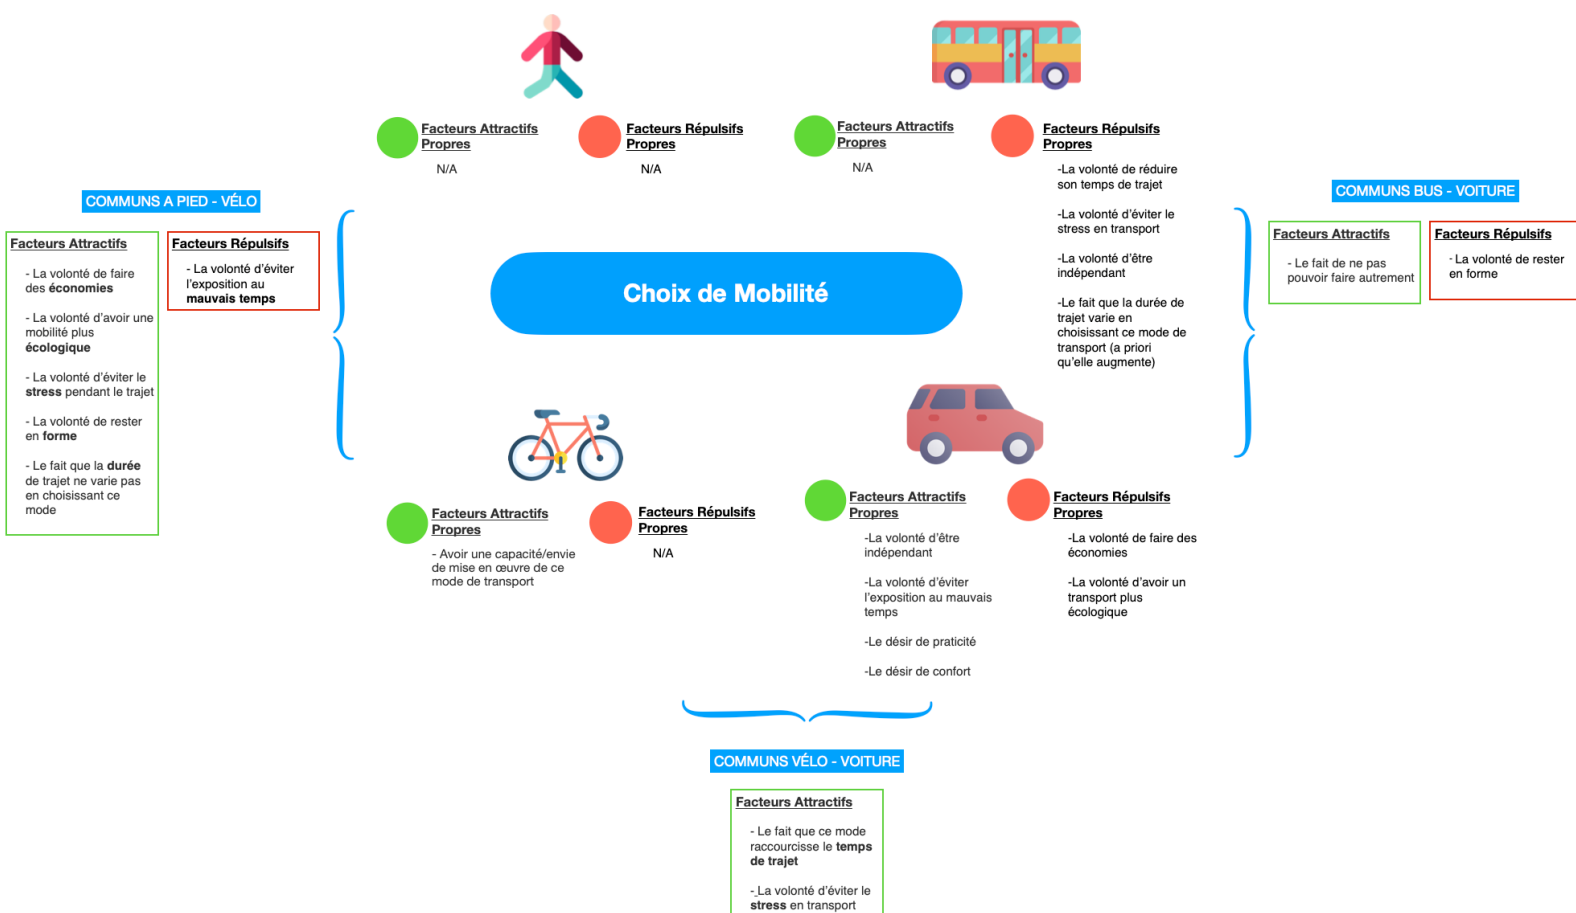 Facteurs Attractifs
Propres
N/A
Facteurs Répulsifs
Propres
N/A
Facteurs Attractifs
Propres
N/A
Facteurs Répulsifs
Propres
-La volonté de réduire
son temps de trajet
-La volonté d'éviter le
stress en transport
-La volonté d'être
indépendant
-Le fait que la durée de
trajet varie en
choisissant ce mode de
transport (a priori
qu'elle augmente)
COMMUNS A PIED - VÉLO
Facteurs Attractifs
- La volonté de faire
des économies
- La volonté d'avoir une
mobilité plus
écologique
- La volonté d'éviter le
stress pendant le trajet
- La volonté de rester
en forme
- Le fait que la durée
de trajet ne varie pas
en choisissant ce
mode
Facteurs Répulsifs
- La volonté d'éviter
l'exposition au
mauvais temps
Choix de Mobilité
COMMUNS BUS - VOITURE
Facteurs Attractifs
- Le fait de ne pas
pouvoir faire autrement
Facteurs Répulsifs
- La volonté de rester
en forme
Facteurs Attractifs
Propres
- Avoir une capacité/envie
de mise en œuvre de ce
mode de transport
Facteurs Répulsifs
Propres
N/A
Facteurs Attractifs
Propres
-La volonté d'être
indépendant
-La volonté d'éviter
l'exposition au mauvais
temps
-Le désir de praticité
-Le désir de confort
Facteurs Répulsifs
Propres
-La volonté de faire des
économies
-La volonté d'avoir un
transport plus
écologique
COMMUNS VÉLO - VOITURE
Facteurs Attractifs
- Le fait que ce mode
raccourcisse le temps
de trajet
- La volonté d'éviter le
stress en transport